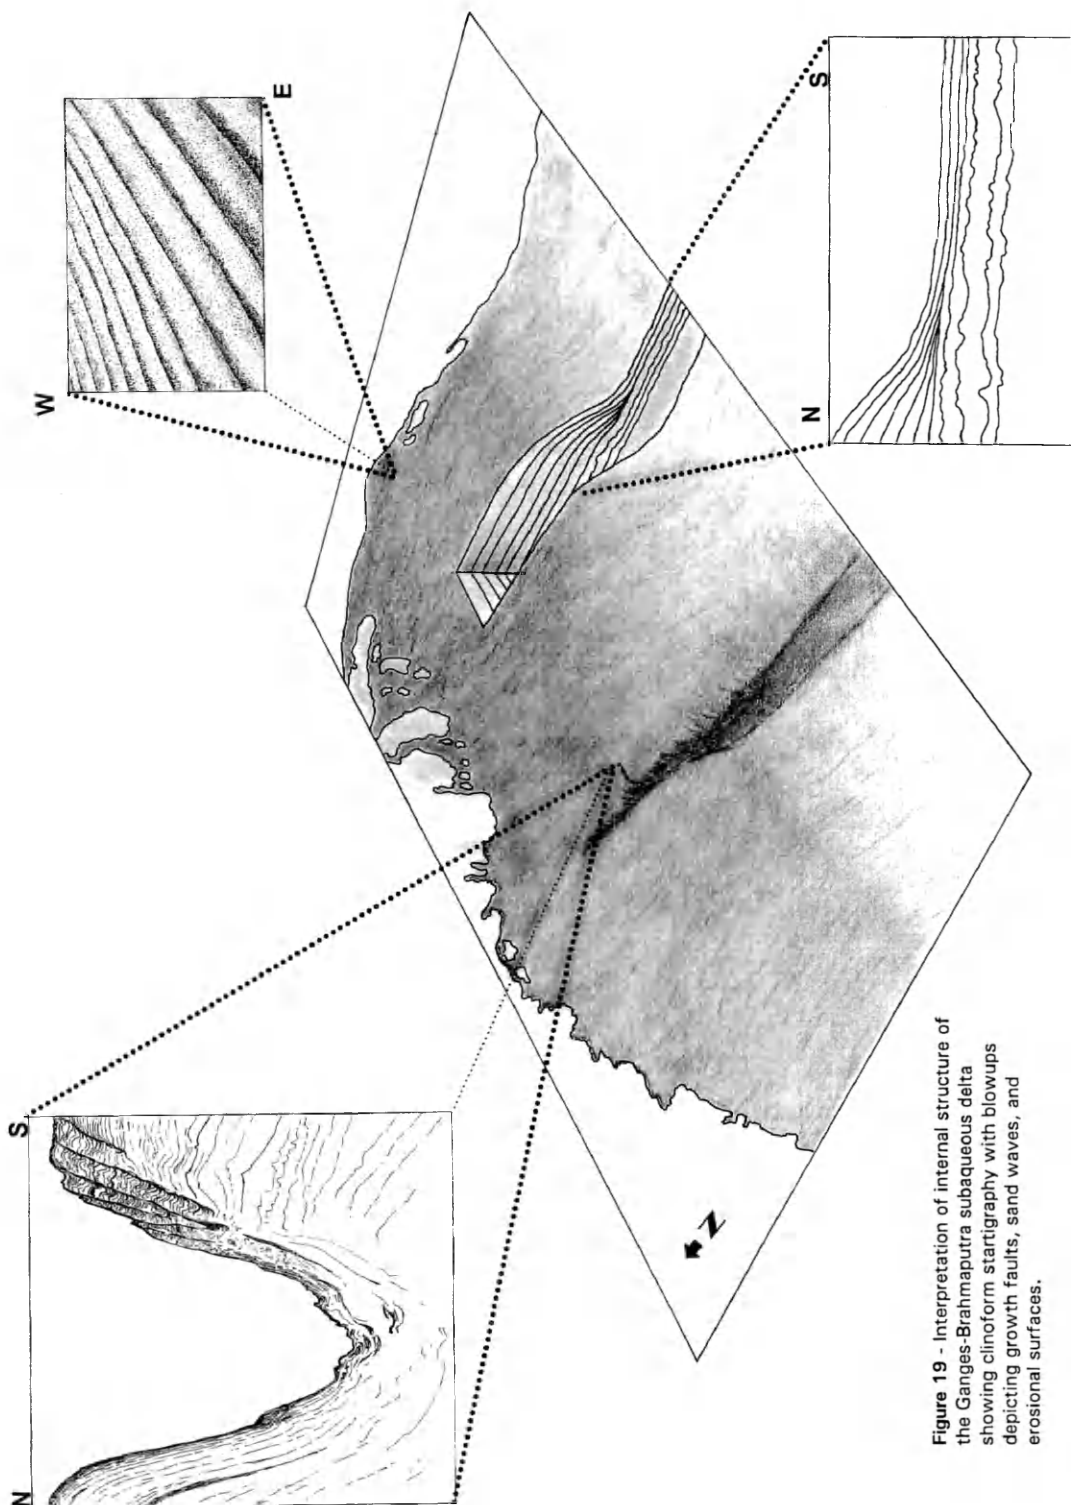 W
E
S
N
S
N
N
Figure 19 - Interpretation of internal structure of
the Ganges-Brahmaputra subaqueous delta
showing clinoform startigraphy with blowups
depicting growth faults, sand waves, and
erosional surfaces.